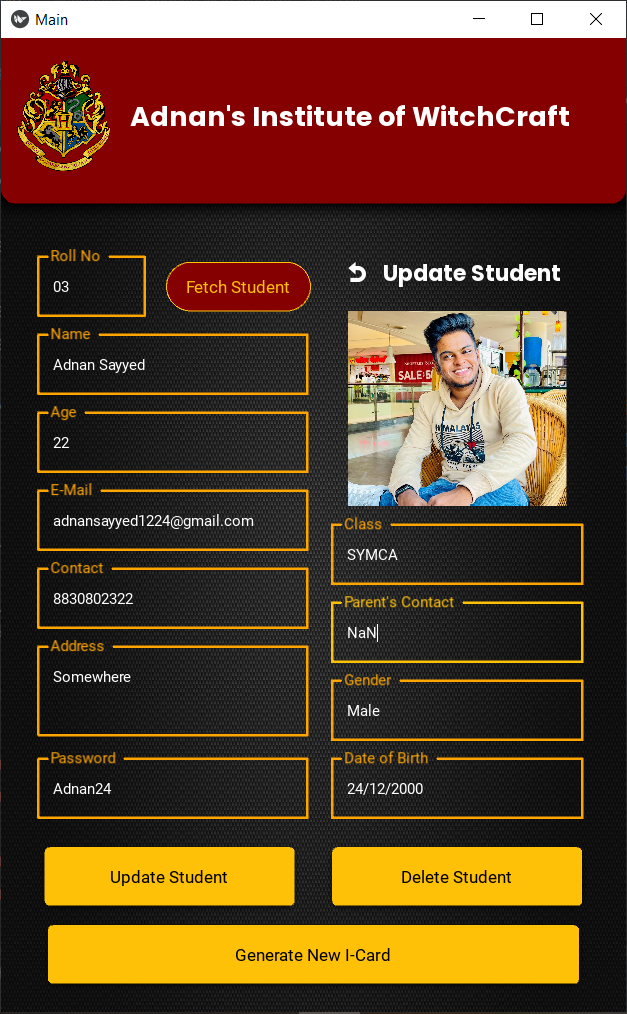 Main
Adnan's Institute of WitchCraft
Roll No
03
Fetch Student
Update Student
Name
Adnan Sayyed
Age
22
E-Mail
adnansayyed1224@gmail.com
Contact
8830802322
Address
Somewhere
Password
Adnan24
SALE
HIMALAYAS
Class
SYMCA
Parent's Contact
NaN
Gender
Male
Date of Birth
24/12/2000
Update Student
Delete Student
Generate New I-Card